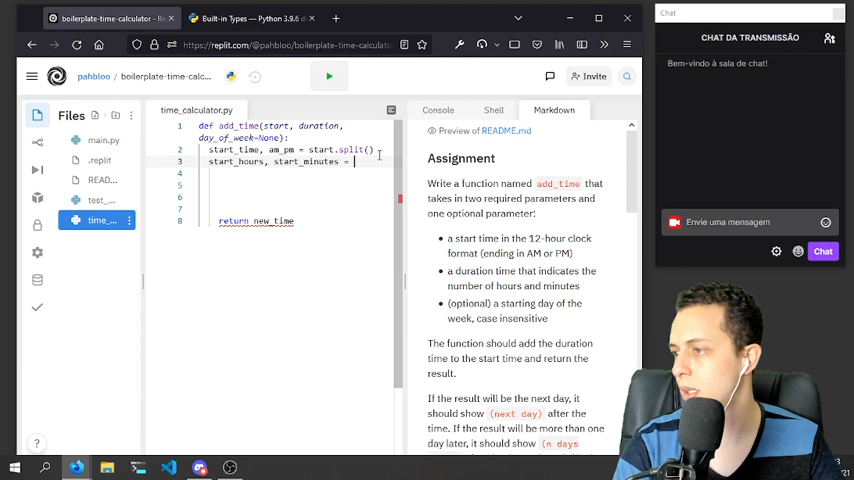 boilerplate-time-calculator - Re
Built-in Types — Python 3.9.6 d
https://replit.com/@pahbloo/boilerplate-time-calculato
pahbloo / boilerplate-time-calc...
Invite
Files
main.py
.replit
READ...
test_...
time_...
time_calculator.py
1 def add_time(start, duration,
day_of_week=None):
2 start_time, am_pm = start.split()
3 start_hours, start_minutes =
4
5
6
7
8 return new_time
Console
Shell
Markdown
Preview of README.md
Assignment
Write a function named add_time that
takes in two required parameters and
one optional parameter:
• a start time in the 12-hour clock
format (ending in AM or PM)
• a duration time that indicates the
number of hours and minutes
• (optional) a starting day of the
week, case insensitive
The function should add the duration
time to the start time and return the
result.
If the result will be the next day, it
should show (next day) after the
time. If the result will be more than one
day later, it should show (n days
Chat
CHAT DA TRANSMISSÃO
Bem-vindo à sala de chat!
Envie uma mensagem
Chat